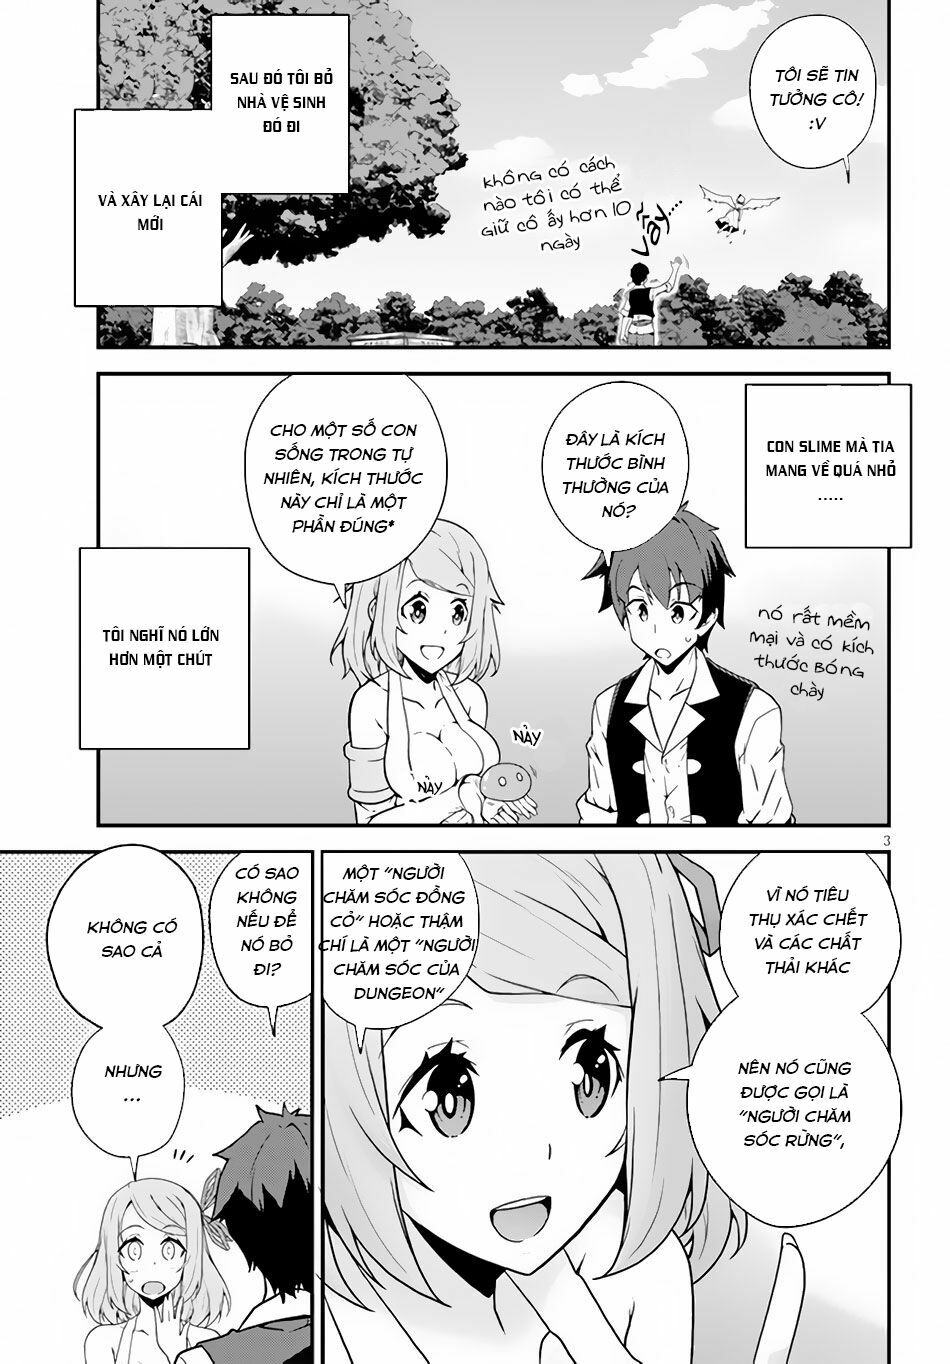 TÔI SẼ TIN
TƯỞNG CÔ!
:V
VẪY.....
KHÔNG CÓ CÁCH
NÀO TÔI CÓ THỂ
GIỮ CÔ ẤY HƠN 10
NGÀY
SAU ĐÓ TÔI BỎ
NHÀ VỆ SINH
ĐÓ ĐI
VÀ XÂY LẠI CÁI
MỚI
CON SLIME MÀ TIA
MANG VỀ QUÁ NHỎ
.....
ĐÂY LÀ KÍCH
THƯỚC BÌNH
THƯỜNG CỦA
NÓ?
CHO MỘT SỐ CON
SỐNG TRONG TỰ
NHIÊN, KÍCH THƯỚC
NÀY CHỈ LÀ MỘT
PHẦN ĐÚNG*
nó rất mềm
mại và có kích
thước Bóng
chày
NẢY
NẢY
TÔI NGHĨ NÓ LỚN
HƠN MỘT CHÚT
3
VÌ NÓ TIÊU
THỤ XÁC CHẾT
VÀ CÁC CHẤT
THẢI KHÁC
NÊN NÓ CŨNG
ĐƯỢC GỌI LÀ
"NGƯỜI CHĂM
SÓC RỪNG",
MỘT "NGƯỜI
CHĂM SÓC ĐỒNG
CỎ" HOẶC THẬM
CHÍ LÀ MỘT "NGƯỜI
CHĂM SÓC CỦA
DUNGEON"
CÓ SAO
KHÔNG
NẾU ĐỂ
NÓ BỎ
ĐI?
KHÔNG CÓ
SAO CẢ
NHƯNG
...